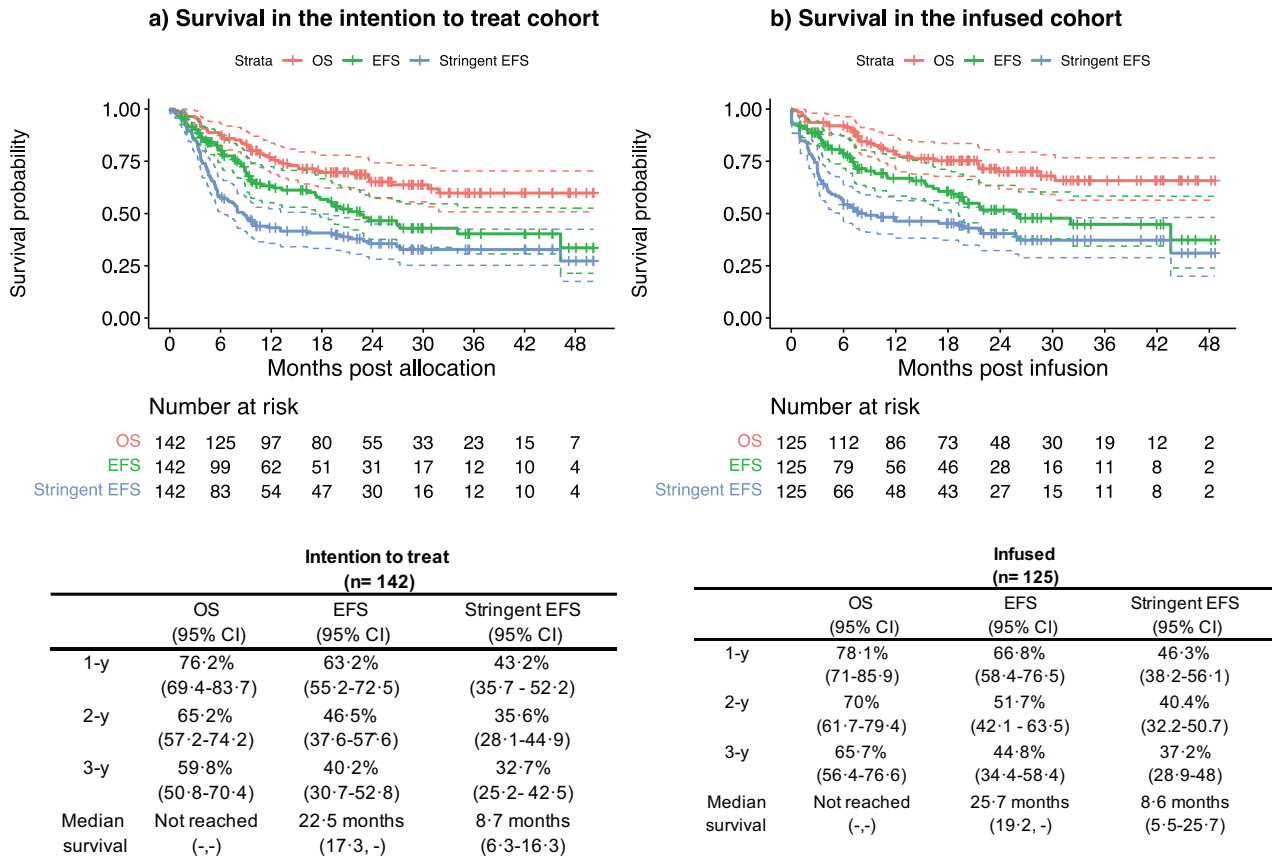 a) Survival in the intention to treat cohort
Strata OS EFS Stringent EFS
Survival probability
1.00
0.75
0.50
0.25
0.00
0 6 12 18 24 30 36 42 48
Months post allocation
Number at risk
OS 142 125 97 80 55 33 23 15 7
EFS 142 99 62 51 31 17 12 10 4
Stringent EFS 142 83 54 47 30 16 12 10 4
Intention to treat
(n= 142)
OS EFS Stringent EFS
(95% CI) (95% CI) (95% CI)
1-y 76·2% 63·2% 43·2%
(69·4-83·7) (55·2-72·5) (35·7 - 52·2)
2-y 65·2% 46·5% 35·6%
(57·2-74·2) (37·6-57·6) (28·1-44·9)
3-y 59·8% 40·2% 32·7%
(50·8-70·4) (30·7-52·8) (25·2- 42·5)
Median Not reached 22·5 months 8·7 months
survival (-,-) (17·3, -) (6·3-16·3)
b) Survival in the infused cohort
Strata OS EFS Stringent EFS
Survival probability
1.00
0.75
0.50
0.25
0.00
0 6 12 18 24 30 36 42 48
Months post infusion
Number at risk
OS 125 112 86 73 48 30 19 12 2
EFS 125 79 56 46 28 16 11 8 2
Stringent EFS 125 66 48 43 27 15 11 8 2
Infused
(n= 125)
OS EFS Stringent EFS
(95% CI) (95% CI) (95% CI)
1-y 78·1% 66·8% 46·3%
(71-85·9) (58·4-76·5) (38·2-56·1)
2-y 70% 51·7% 40.4%
(61·7-79·4) (42·1 - 63·5) (32.2-50.7)
3-y 65·7% 44·8% 37·2%
(56·4-76·6) (34·4-58·4) (28·9-48)
Median Not reached 25·7 months 8·6 months
survival (-,-) (19·2, -) (5·5-25·7)